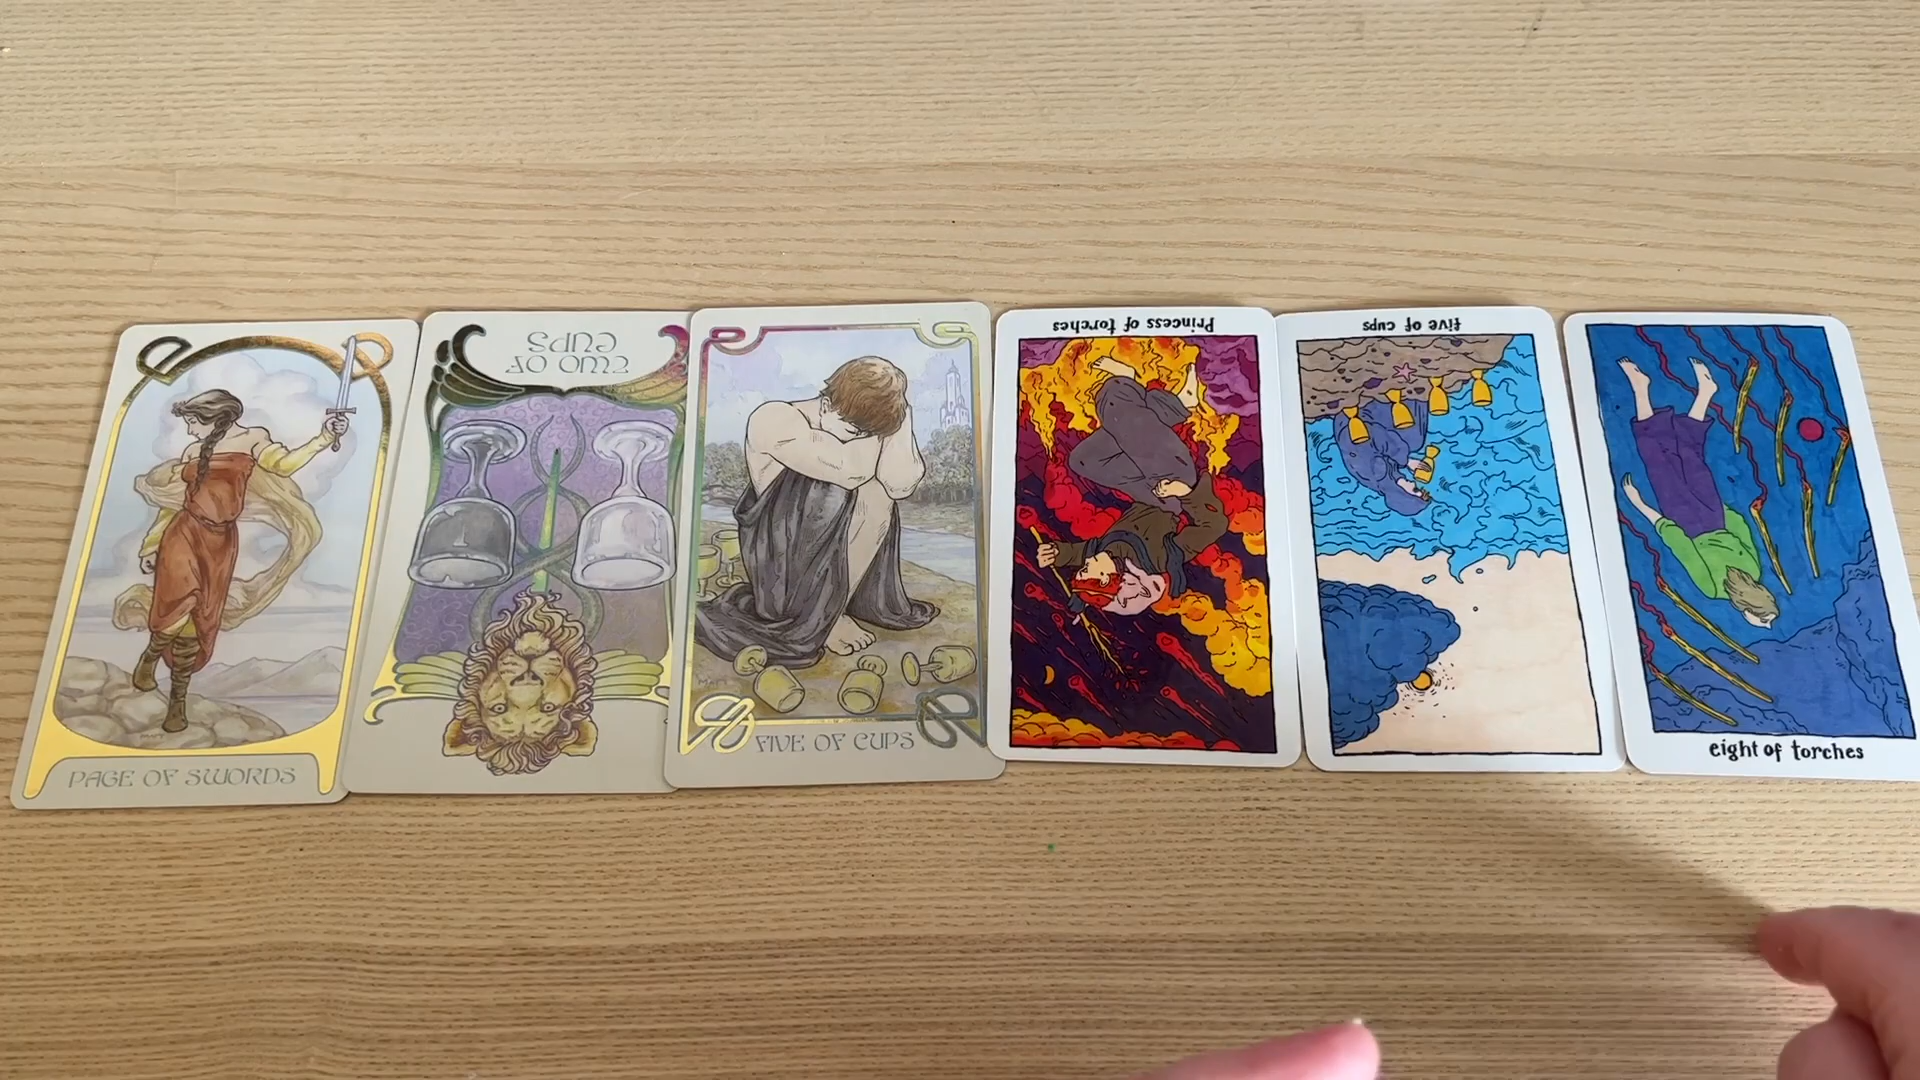 PAGE OF SWORDS
TWO OF
CUPS
FIVE OF CUPS
Princess of torches
five of cups
eight of torches